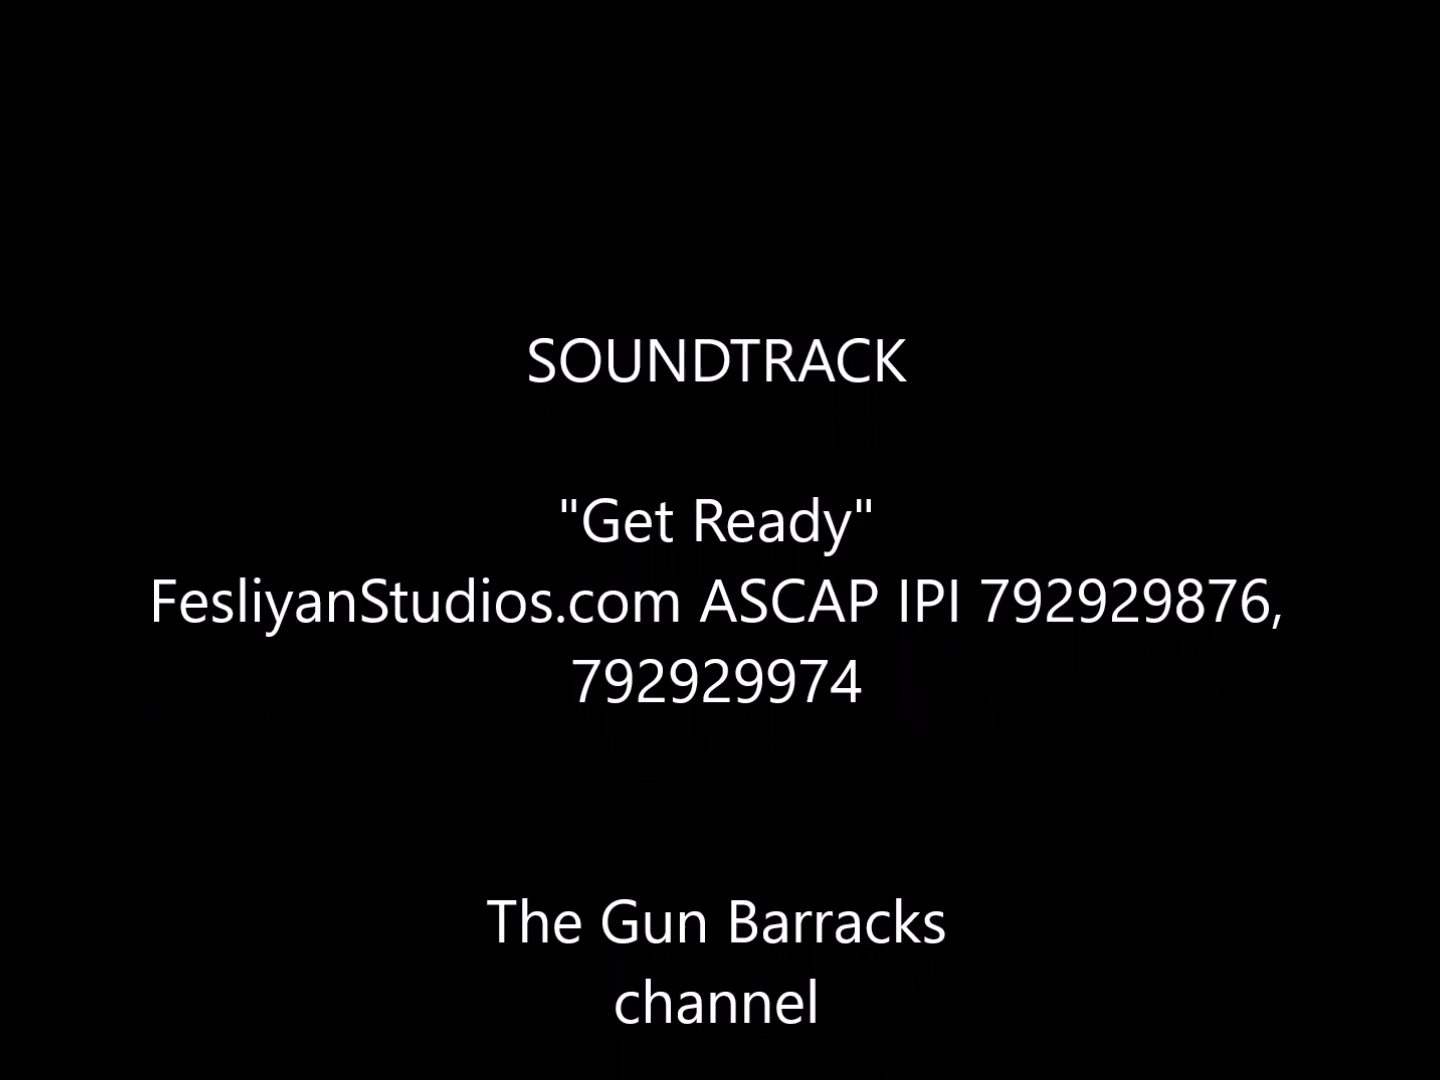 SOUNDTRACK
"Get Ready"
FesliyanStudios.com ASCAP IPI 792929876,
792929974
The Gun Barracks
channel